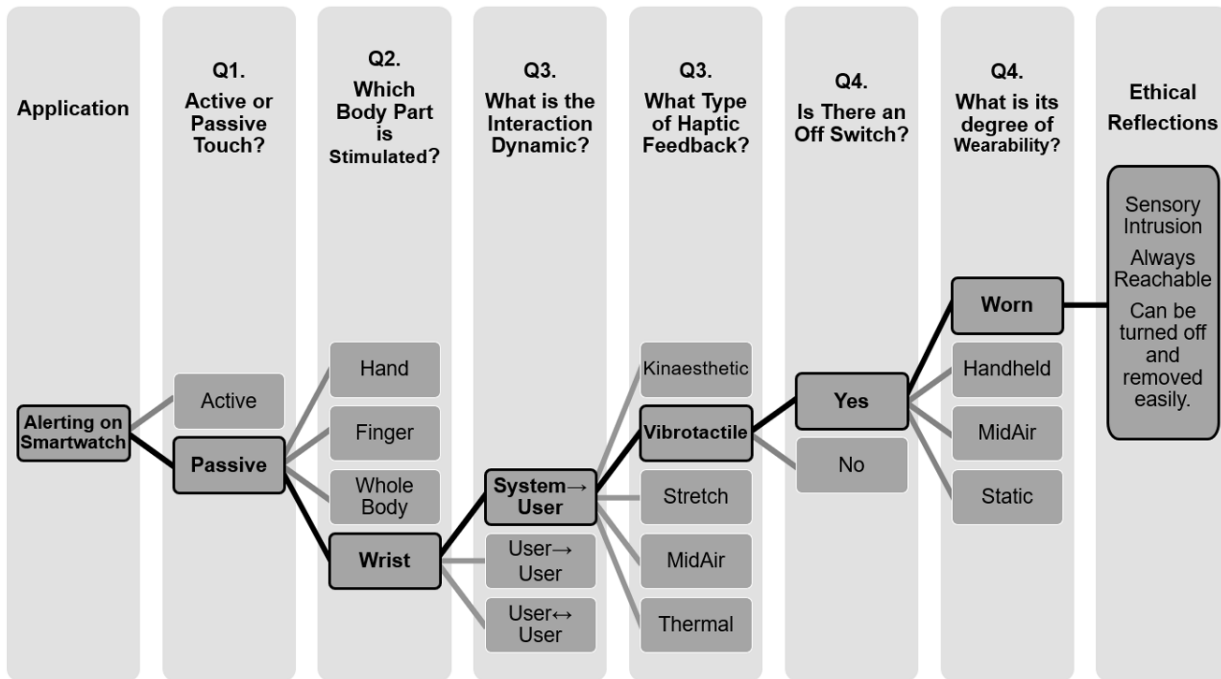 Application
Q1.
Active or
Passive
Touch?
Q2.
Which
Body Part
is
Stimulated?
Q3.
What is the
Interaction
Dynamic?
Q3.
What Type
of Haptic
Feedback?
Q4.
Is There an
Off Switch?
Q4.
What is its
degree of
Wearability?
Ethical
Reflections
Alerting on
Smartwatch
Active
Passive
Hand
Finger
Whole
Body
Wrist
System→
User
User→
User
User↔
User
Kinaesthetic
Vibrotactile
Stretch
MidAir
Thermal
Yes
No
Worn
Handheld
MidAir
Static
Sensory
Intrusion
Always
Reachable
Can be
turned off
and
removed
easily.